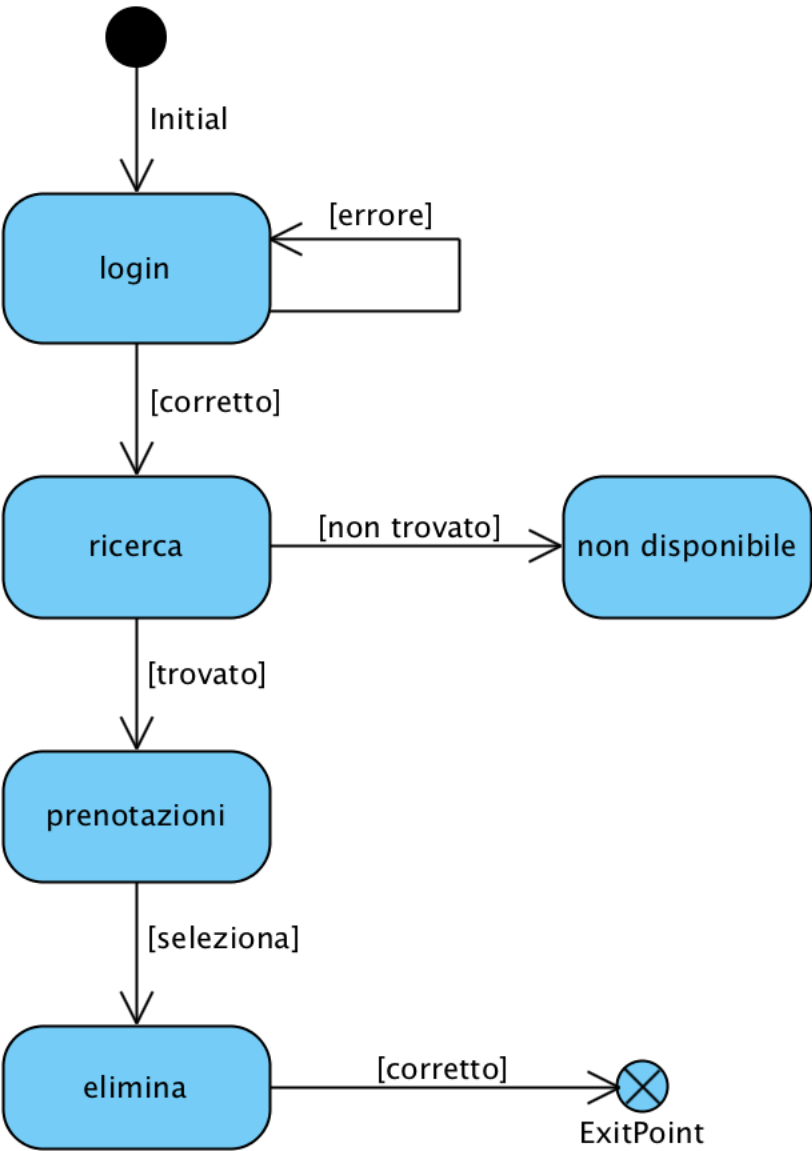 Initial
[errore]
login
[corretto]
[non trovato]
ricerca
non disponibile
[trovato]
prenotazioni
[seleziona]
[corretto]
elimina
ExitPoint